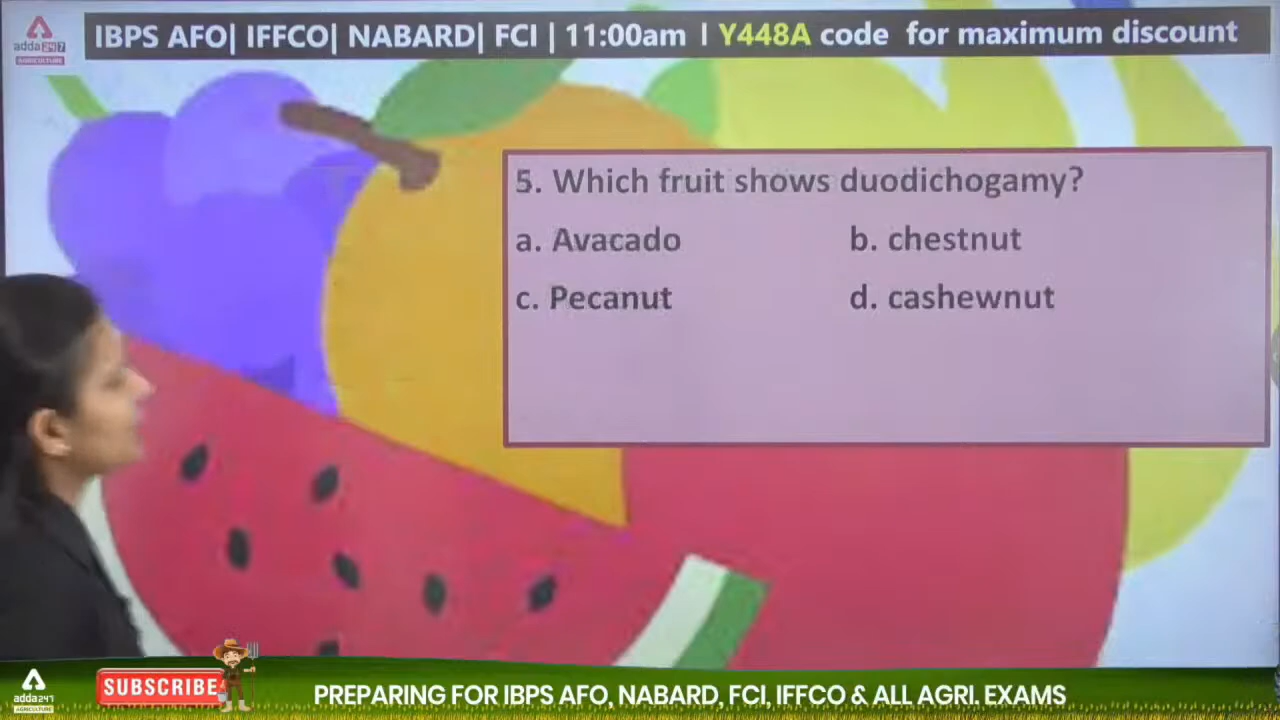 IBPS AFO| IFFCO| NABARD| FCI | 11:00am I Y448A code for maximum discount
adda247
AGRICULTURE
5. Which fruit shows duodichogamy?
a. Avacado b. chestnut
c. Pecanut d. cashewnut
adda247
AGRICULTURE
SUBSCRIBE
PREPARING FOR IBPS AFO, NABARD, FCI, IFFCO & ALL AGRI. EXAMS